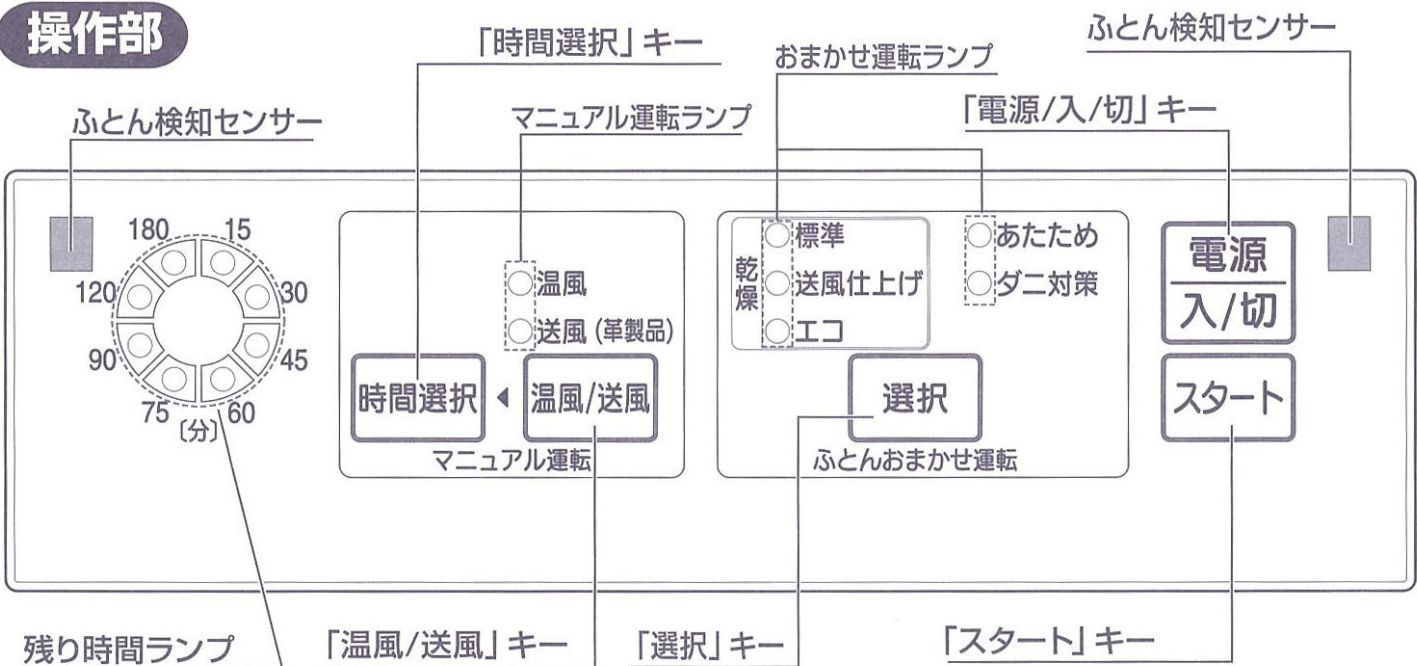 操作部
「時間選択」キー
おまかせ運転ランプ
ふとん検知センサー
ふとん検知センサー
マニュアル運転ランプ
「電源/入/切」キー
180
15
120
30
90
45
75
60
〔分〕
温風
送風(革製品)
時間選択
温風/送風
マニュアル運転
乾燥
標準
送風仕上げ
エコ
あたため
ダニ対策
選択
ふとんおまかせ運転
電源
入/切
スタート
残り時間ランプ
「温風/送風」キー
「選択」キー
「スタート」キー